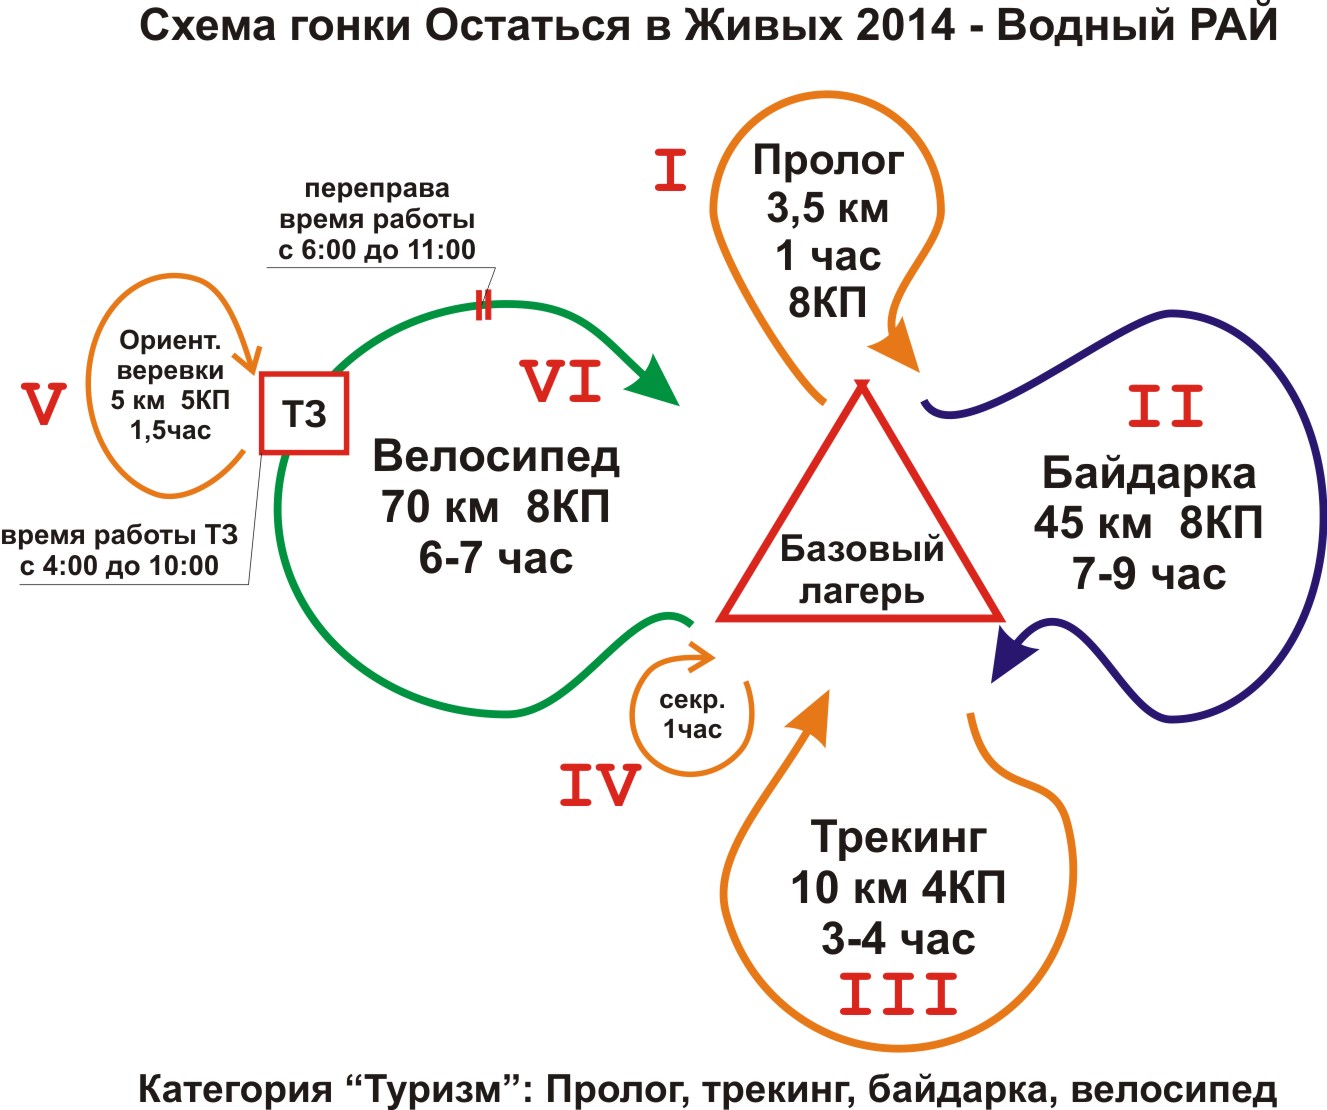 Схема гонки Остаться в Живых 2014 - Водный РАЙ
I
Пролог
3,5 км
1 час
8КП
переправа
время работы
с 6:00 до 11:00
V
Ориент.
веревки
5 км 5КП
1,5час
ТЗ
время работы ТЗ
с 4:00 до 10:00
VI
Велосипед
70 км 8КП
6-7 час
II
Байдарка
45 км 8КП
7-9 час
Базовый
лагерь
секр.
1час
IV
Трекинг
10 км 4КП
3-4 час
III
Категория “Туризм”: Пролог, трекинг, байдарка, велосипед